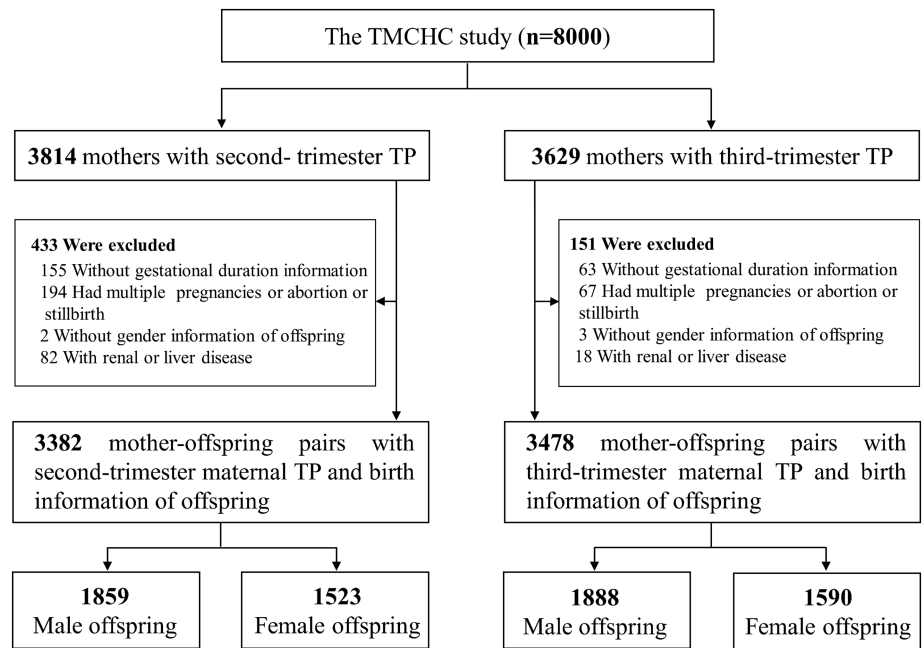 The TMCHC study (n=8000)
3814 mothers with second- trimester TP
3629 mothers with third-trimester TP
433 Were excluded
155 Without gestational duration information
194 Had multiple pregnancies or abortion or
stillbirth
2 Without gender information of offspring
82 With renal or liver disease
151 Were excluded
63 Without gestational duration information
67 Had multiple pregnancies or abortion or
stillbirth
3 Without gender information of offspring
18 With renal or liver disease
3382 mother-offspring pairs with
second-trimester maternal TP and birth
information of offspring
3478 mother-offspring pairs with
third-trimester maternal TP and birth
information of offspring
1859
Male offspring
1523
Female offspring
1888
Male offspring
1590
Female offspring